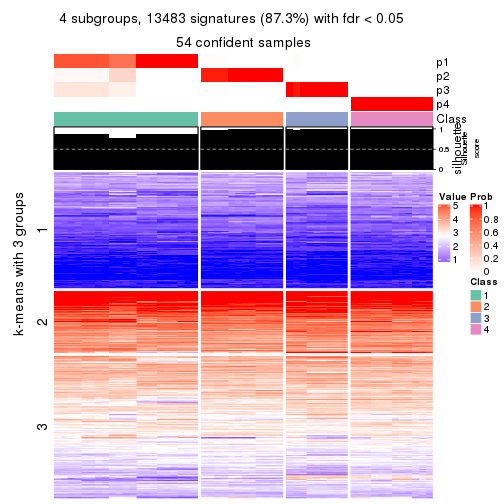 4 subgroups, 13483 signatures (87.3%) with fdr < 0.05
54 confident samples
p1
p2
p3
p4
Class
silhouette
Silhouette
score
1
0.5
0
k-means with 3 groups
1
2
3
Value
5
4
3
2
1
Prob
1
0.8
0.6
0.4
0.2
0
Class
1
2
3
4